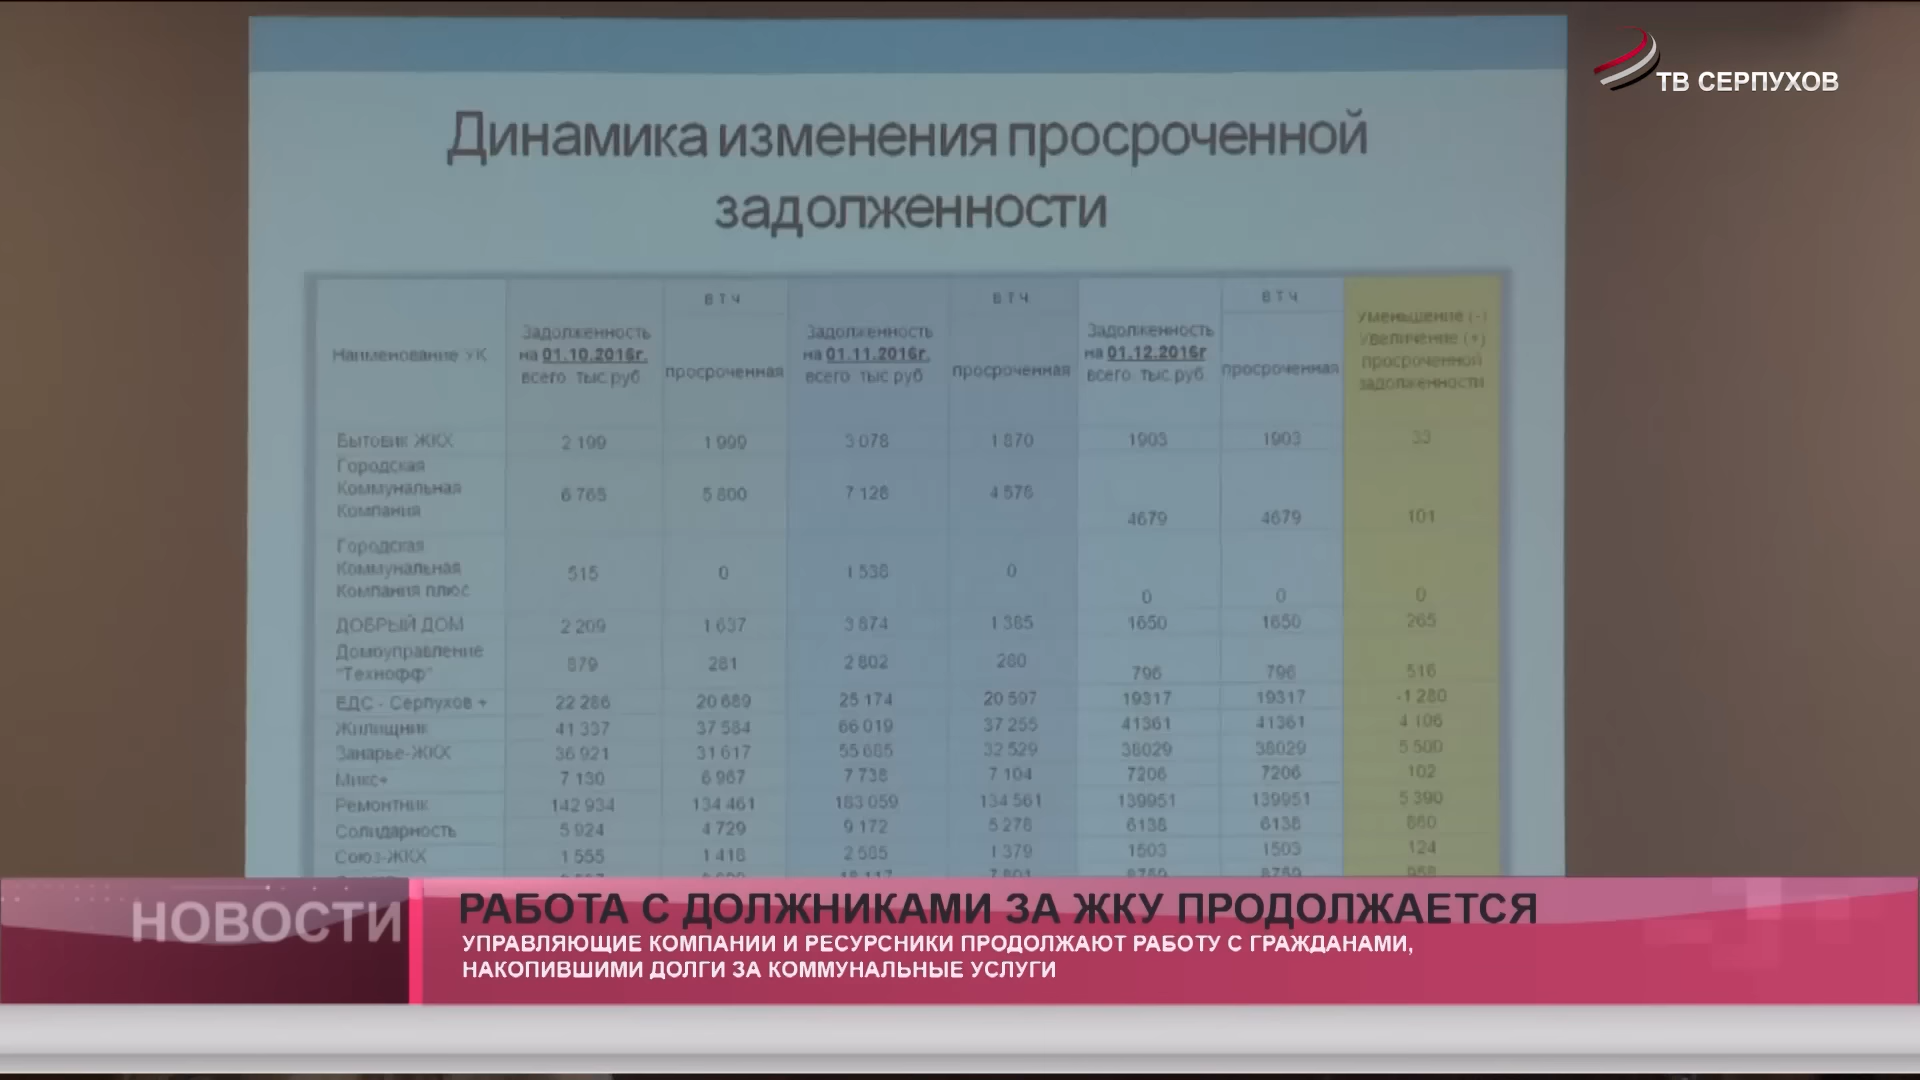 ТВ СЕРПУХОВ
Динамика изменения просроченной
задолженности
Наименование УК
Задолженность
на 01.10.2016г.
всего тыс.руб
В Т Ч
просроченная
Задолженность
на 01.11.2016г.
всего тыс.руб
В Т Ч
просроченная
Задолженность
на 01.12.2016г
всего тыс.руб
В Т Ч
просроченная
Уменьшение (-)
Увеличение (+)
просроченной
задолженности
Бытовик ЖКХ 2 199 1 999 3 078 1 870 1903 1903 33
Городская
Коммунальная
Компания
6 765 5 800 7 128 4 578 4679 4679 101
Городская
Коммунальная
Компания плюс
515 0 1 538 0 0 0 0
ДОБРЫЙ ДОМ 2 209 1 637 3 874 1 385 1650 1650 265
Домоуправление
"Технофф"
879 281 2 802 280 796 796 516
ЕДС - Серпухов + 22 286 20 689 25 174 20 597 19317 19317 -1 280
Жилищник 41 337 37 584 66 019 37 255 41361 41361 4 106
Занарье-ЖКХ 36 921 31 617 55 685 32 529 38029 38029 5 500
Микс+ 7 130 6 967 7 738 7 104 7206 7206 102
Ремонтник 142 934 134 461 183 059 134 561 139951 139951 5 390
Солидарность 5 924 4 729 9 172 5 278 6138 6138 860
Союз-ЖКХ 1 555 1 418 2 585 1 379 1503 1503 124
НОВОСТИ
РАБОТА С ДОЛЖНИКАМИ ЗА ЖКУ ПРОДОЛЖАЕТСЯ
УПРАВЛЯЮЩИЕ КОМПАНИИ И РЕСУРСНИКИ ПРОДОЛЖАЮТ РАБОТУ С ГРАЖДАНАМИ,
НАКОПИВШИМИ ДОЛГИ ЗА КОММУНАЛЬНЫЕ УСЛУГИ